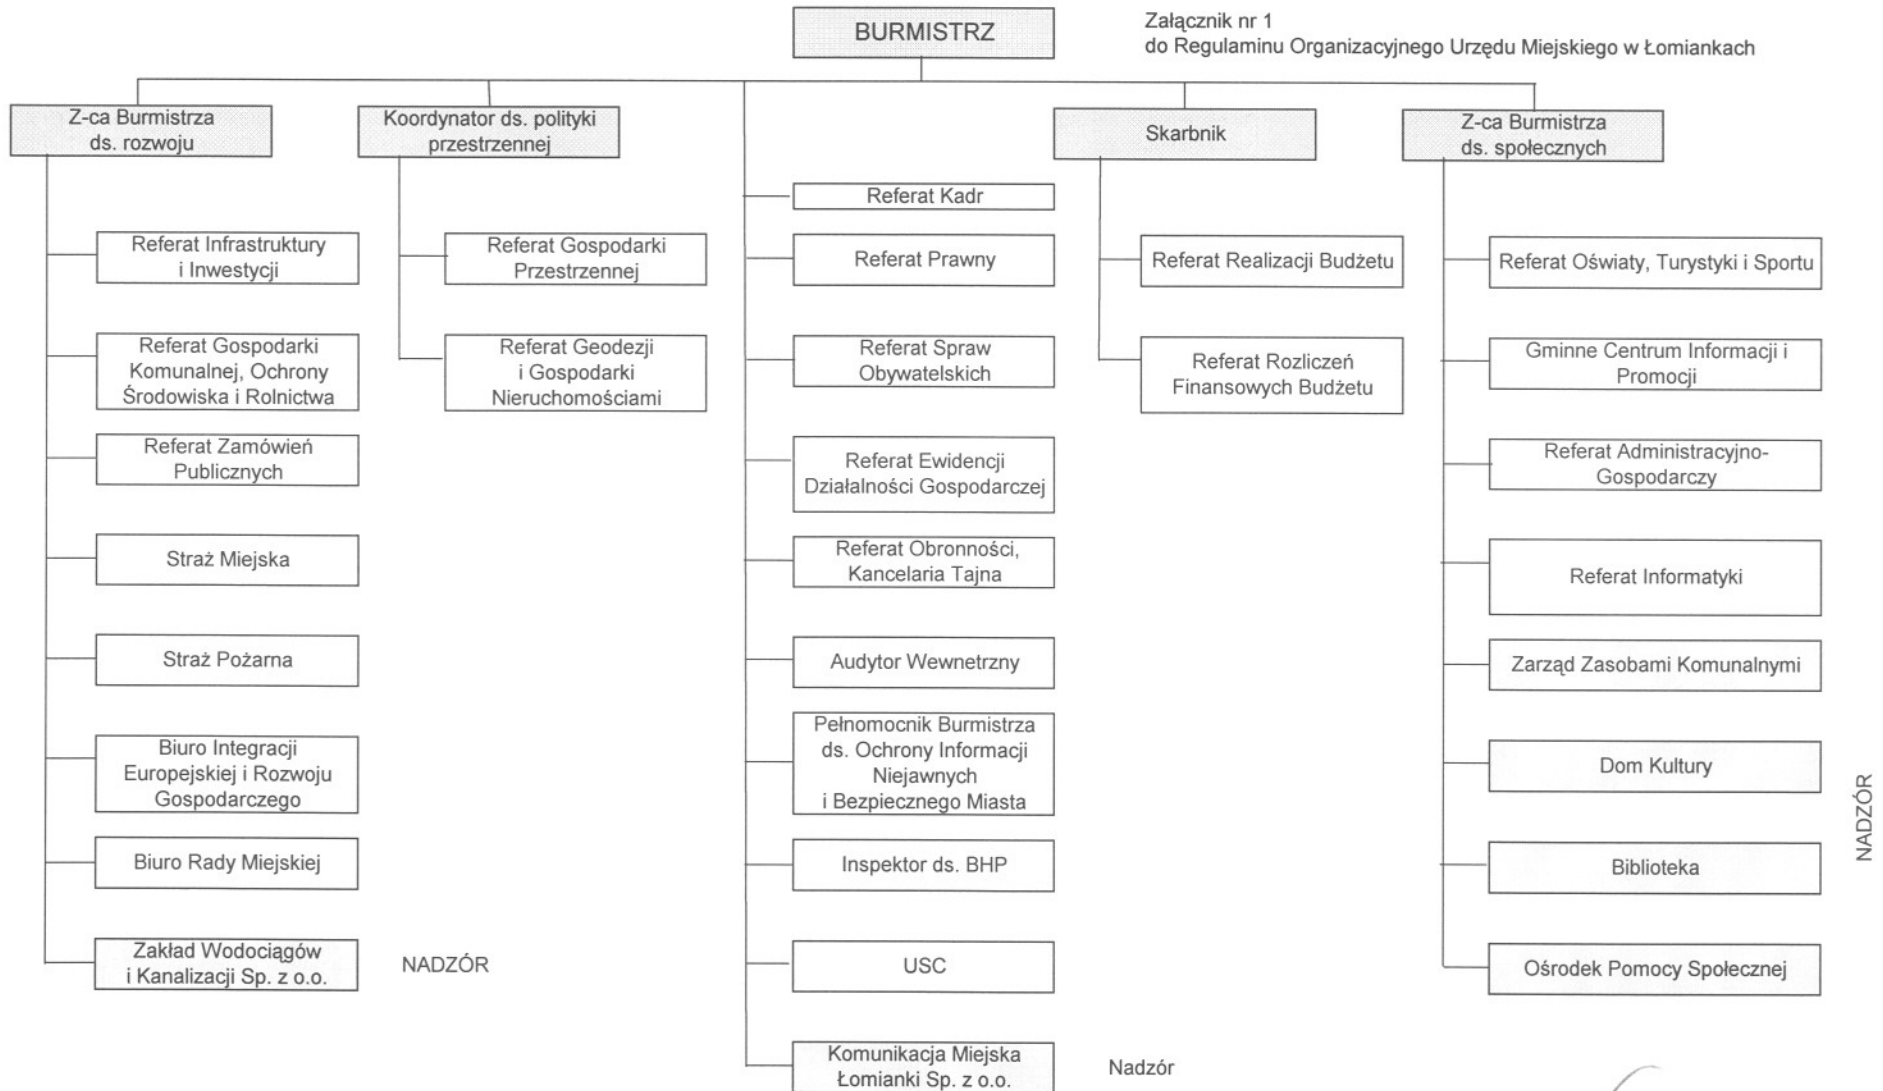 BURMISTRZ
Załącznik nr 1
do Regulaminu Organizacyjnego Urzędu Miejskiego w Łomiankach
Z-ca Burmistrza
ds. rozwoju
Referat Infrastruktury
i Inwestycji
Referat Gospodarki
Komunalnej, Ochrony
Środowiska i Rolnictwa
Referat Zamówień
Publicznych
Straż Miejska
Straż Pożarna
Biuro Integracji
Europejskiej i Rozwoju
Gospodarczego
Biuro Rady Miejskiej
Zakład Wodociągów
i Kanalizacji Sp. z o.o.
NADZÓR
Koordynator ds. polityki
przestrzennej
Referat Gospodarki
Przestrzennej
Referat Geodezji
i Gospodarki
Nieruchomościami
Referat Kadr
Referat Prawny
Referat Spraw
Obywatelskich
Referat Ewidencji
Działalności Gospodarczej
Referat Obronności,
Kancelaria Tajna
Audytor Wewnetrzny
Pełnomocnik Burmistrza
ds. Ochrony Informacji
Niejawnych
i Bezpiecznego Miasta
Inspektor ds. BHP
USC
Komunikacja Miejska
Łomianki Sp. z o.o.
Nadzór
Skarbnik
Referat Realizacji Budżetu
Referat Rozliczeń
Finansowych Budżetu
Z-ca Burmistrza
ds. społecznych
Referat Oświaty, Turystyki i Sportu
Gminne Centrum Informacji i
Promocji
Referat Administracyjno-
Gospodarczy
Referat Informatyki
Zarząd Zasobami Komunalnymi
Dom Kultury
Biblioteka
Ośrodek Pomocy Społecznej
NADZÓR